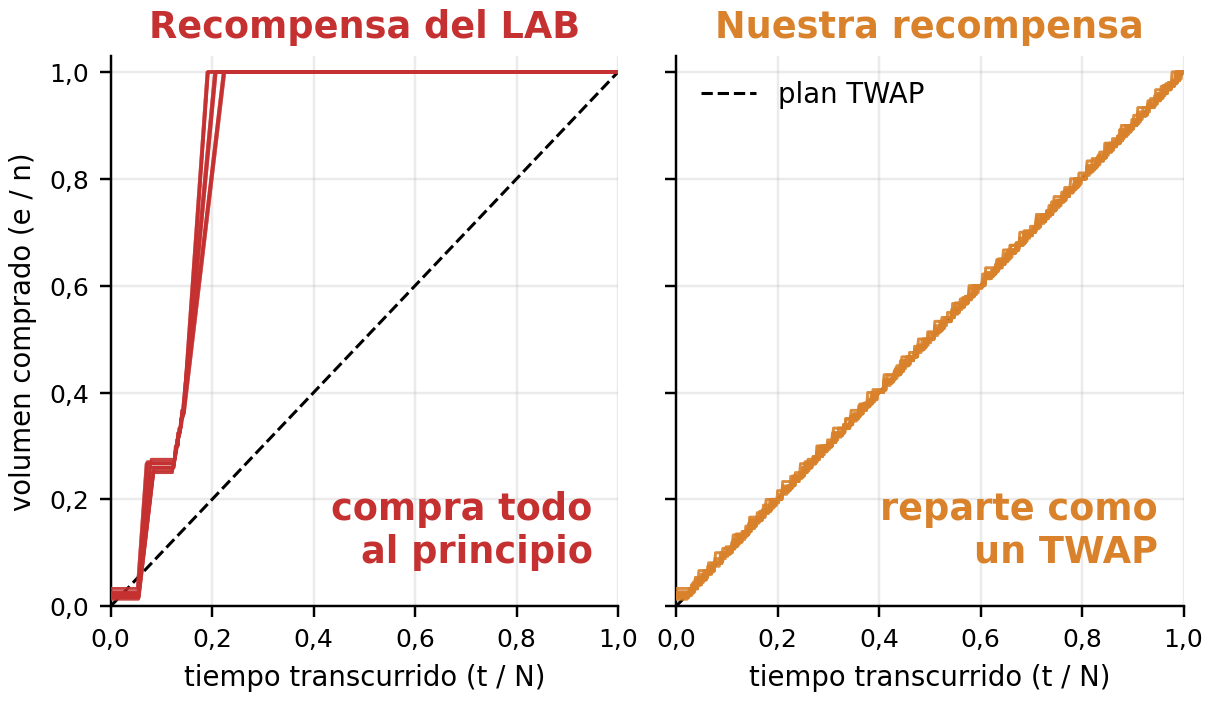 Recompensa del LAB
Nuestra recompensa
volumen comprado (e / n)
1,0
0,8
0,6
0,4
0,2
0,0
compra todo
al principio
0,0 0,2 0,4 0,6 0,8 1,0
tiempo transcurrido (t / N)
plan TWAP
reparte como
un TWAP
0,0 0,2 0,4 0,6 0,8 1,0
tiempo transcurrido (t / N)